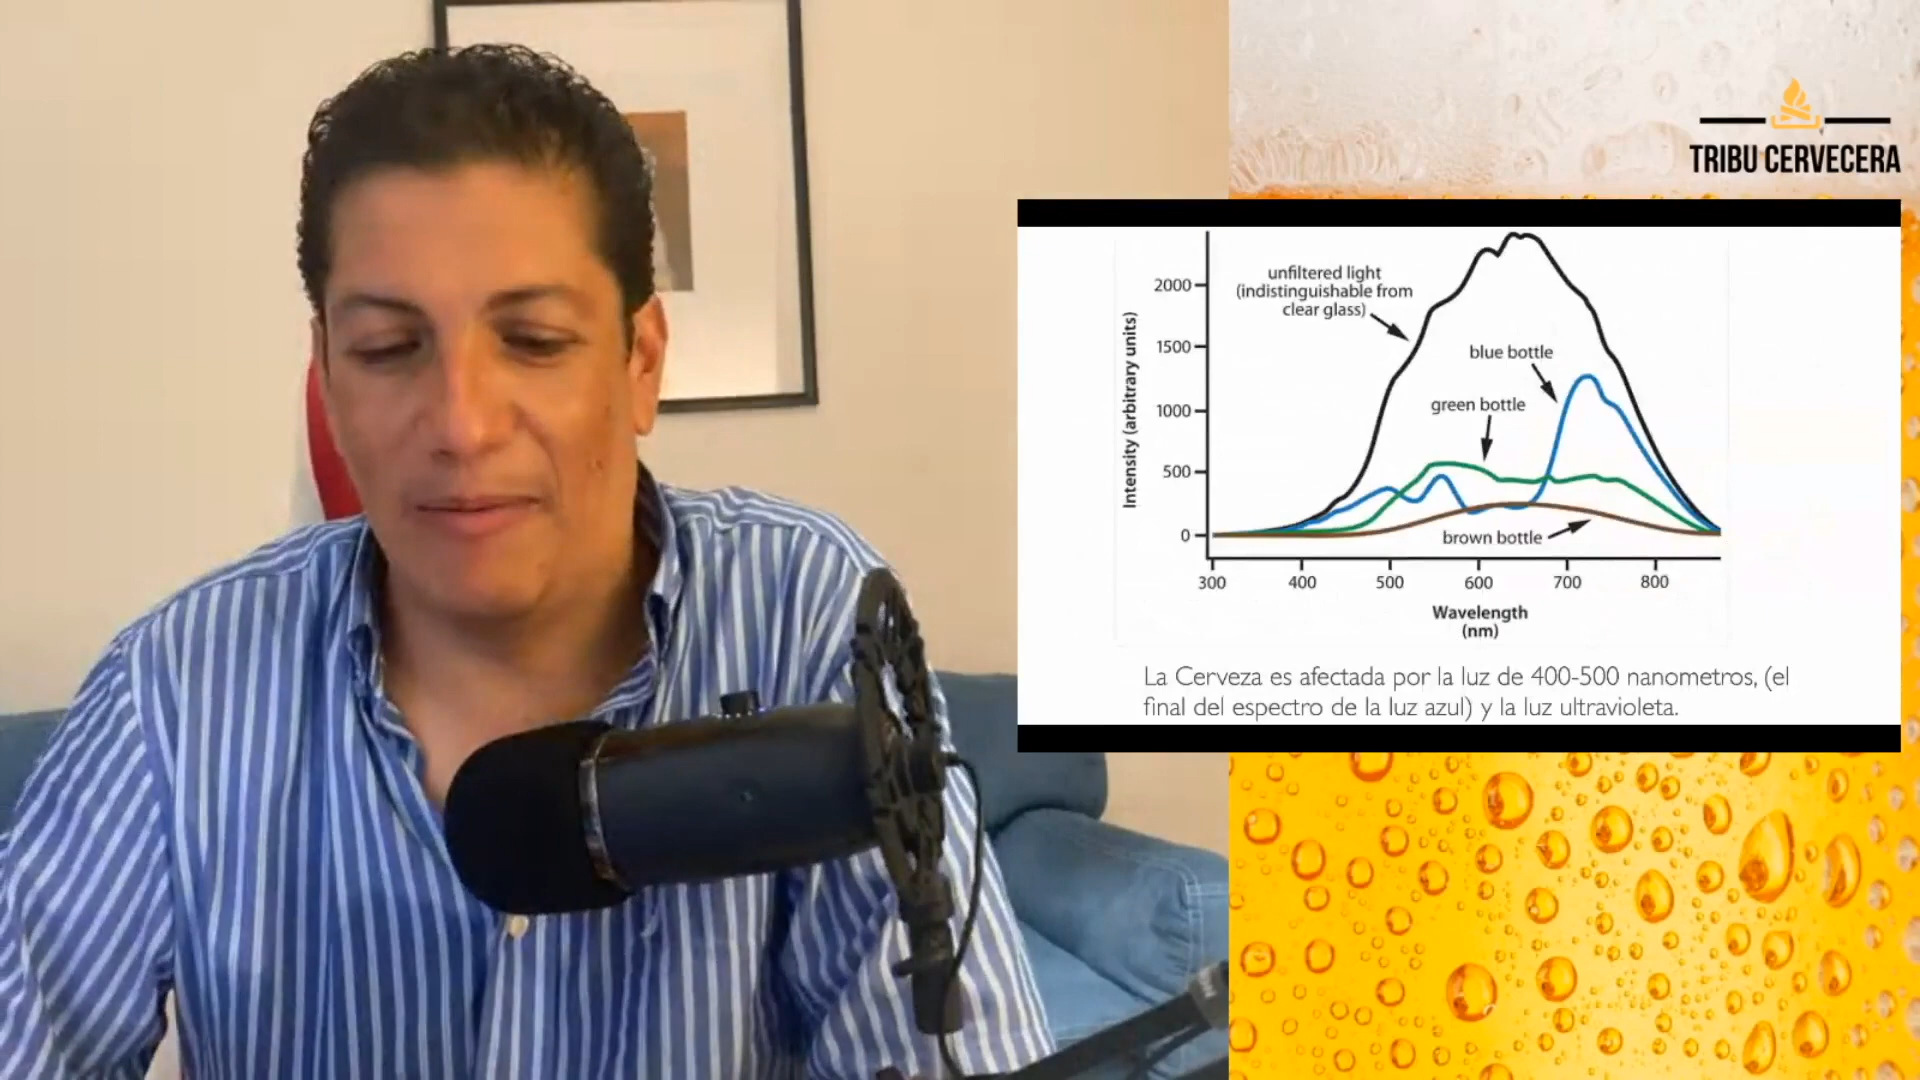 TRIBU CERVECERA
unfiltered light
(indistinguishable from
clear glass)
blue bottle
green bottle
brown bottle
Intensity (arbitrary units)
2000
1500
1000
500
0
300 400 500 600 700 800
Wavelength
(nm)
La Cerveza es afectada por la luz de 400-500 nanometros, (el
final del espectro de la luz azul) y la luz ultravioleta.